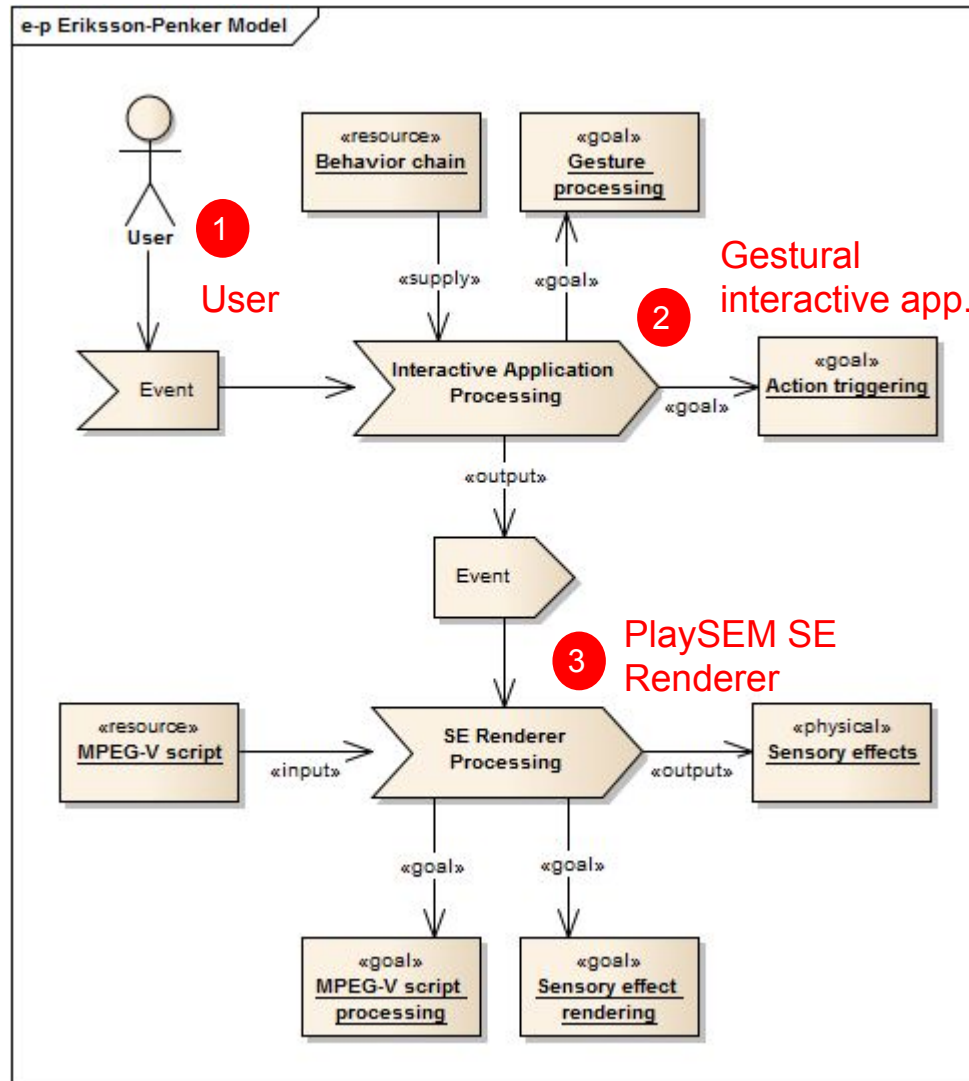 e-p Eriksson-Penker Model
«resource»
Behavior chain
«goal»
Gesture
processing
User
1
User
«supply»
«goal»
2
Gestural
interactive app.
Event
Interactive Application
Processing
«goal»
«goal»
Action triggering
«output»
Event
3
PlaySEM SE
Renderer
«resource»
MPEG-V script
«input»
SE Renderer
Processing
«output»
«physical»
Sensory effects
«goal»
«goal»
«goal»
MPEG-V script
processing
«goal»
Sensory effect
rendering